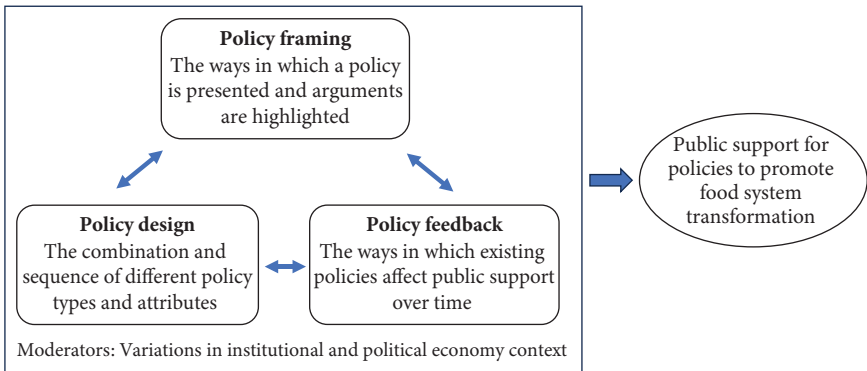 Policy framing
The ways in which a policy
is presented and arguments
are highlighted
Policy design
The combination and
sequence of different policy
types and attributes
Policy feedback
The ways in which existing
policies affect public support
over time
Moderators: Variations in institutional and political economy context
Public support for
policies to promote
food system
transformation